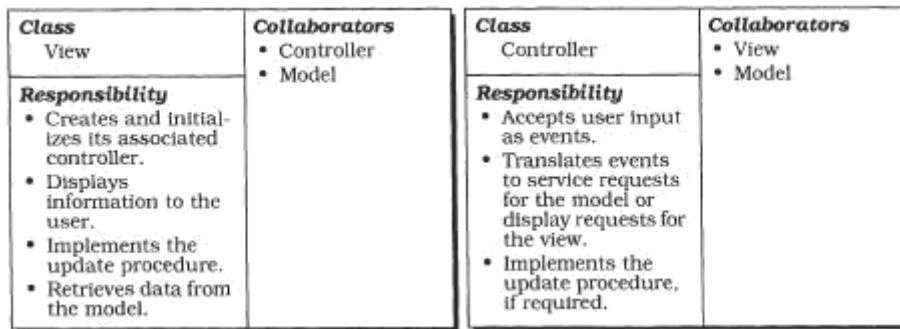 Class
View
Collaborators
• Controller
• Model
Responsibility
• Creates and initial-
izes its associated
controller.
• Displays
information to the
user.
• Implements the
update procedure.
• Retrieves data from
the model.
Class
Controller
Collaborators
• View
• Model
Responsibility
• Accepts user input
as events.
• Translates events
to service requests
for the model or
display requests for
the view.
• Implements the
update procedure,
if required.